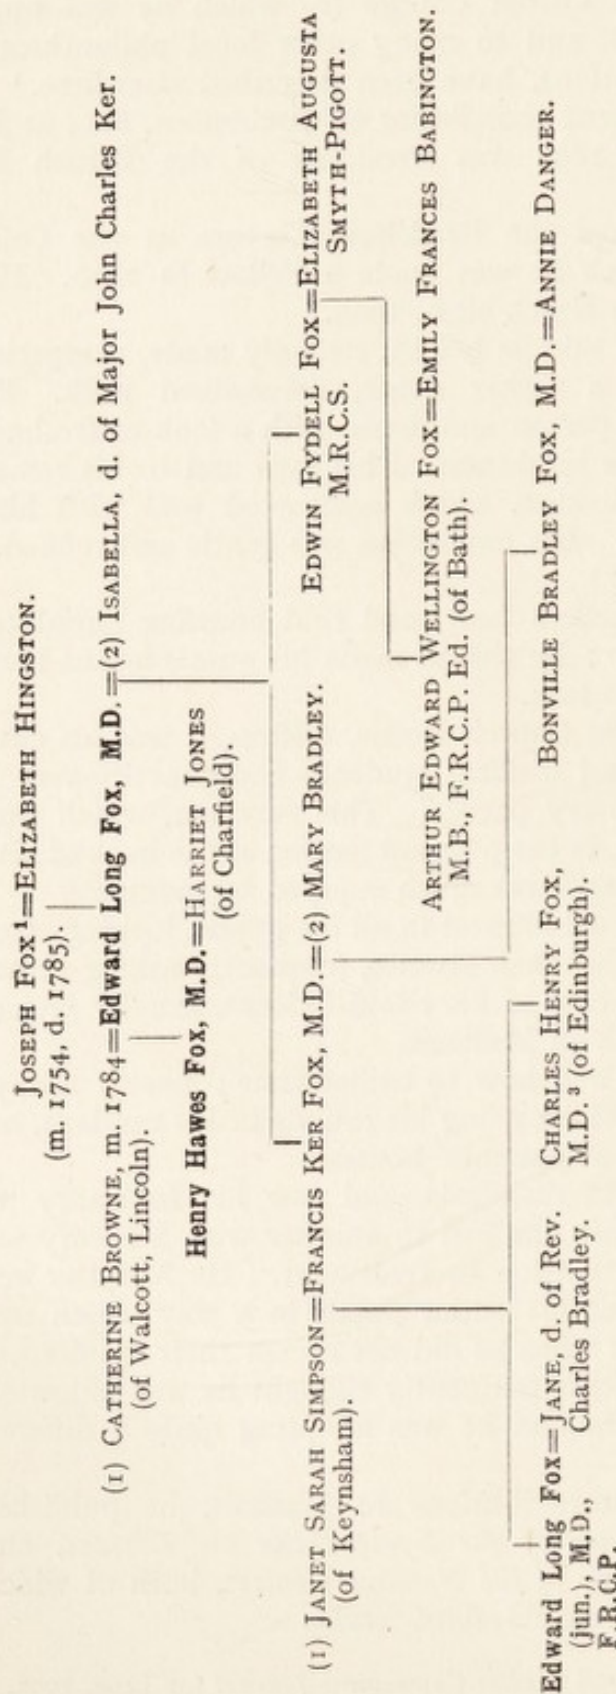 JOSEPH FOX¹=ELIZABETH HINGSTON.
(m. 1754, d. 1785).
(1) CATHERINE BROWNE, m. 1784=Edward Long Fox, M.D.=(2) ISABELLA, d. of Major John Charles Ker.
(of Walcott, Lincoln).
Henry Hawes Fox, M.D.=HARRIET JONES
(of Charfield).
(1) JANET SARAH SIMPSON=FRANCIS KER FOX, M.D.=(2) MARY BRADLEY.
(of Keynsham).
EDWIN FYDELL FOX=ELIZABETH AUGUSTA
M.R.C.S.
SMYTH-PIGOTT.
ARTHUR EDWARD WELLINGTON FOX=EMILY FRANCES BABINGTON.
M.B., F.R.C.P. Ed. (of Bath).
Edward Long Fox=JANE, d. of Rev.
(jun.), M.D.,
Charles Bradley.
F.R.C.P.
CHARLES HENRY FOX,
M.D.³ (of Edinburgh).
BONVILLE BRADLEY FOX, M.D.=ANNIE DANGER.